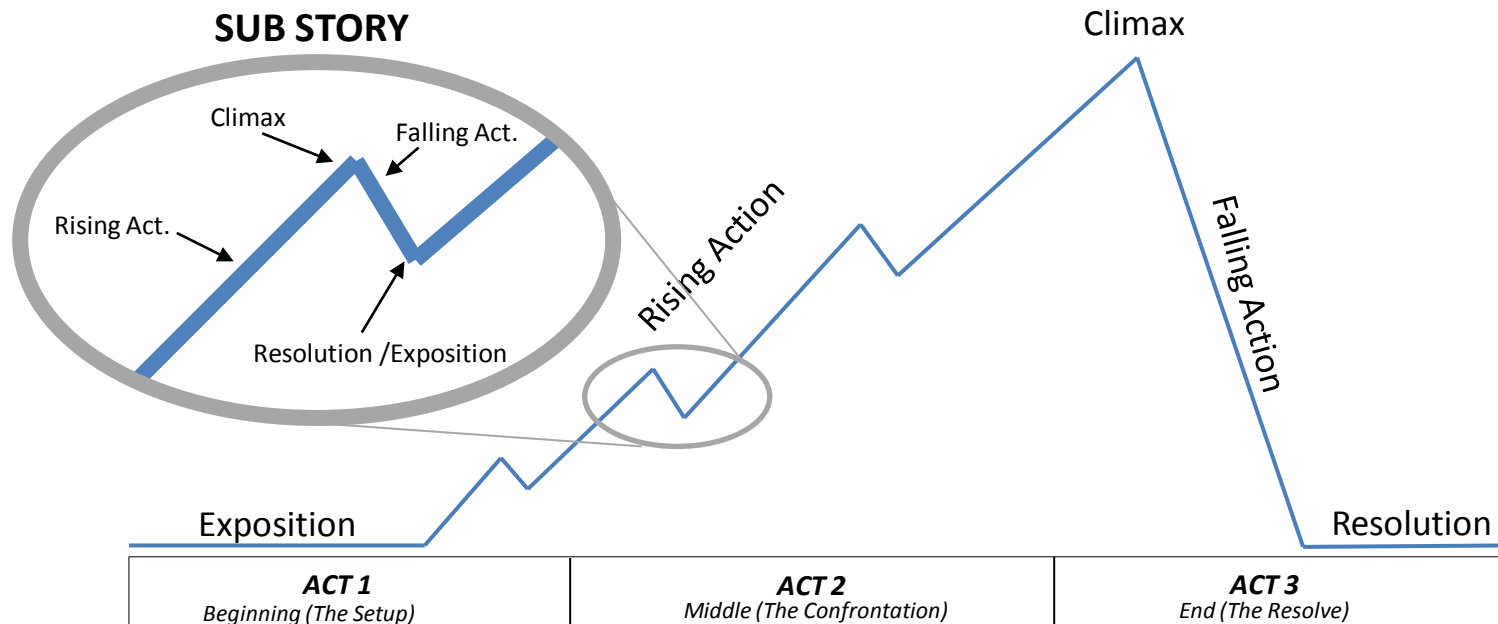 SUB STORY
Climax
Climax
Falling Act.
Rising Act.
Rising Action
Falling Action
Resolution /Exposition
Exposition
Resolution
ACT 1
Beginning (The Setup)
ACT 2
Middle (The Confrontation)
ACT 3
End (The Resolve)